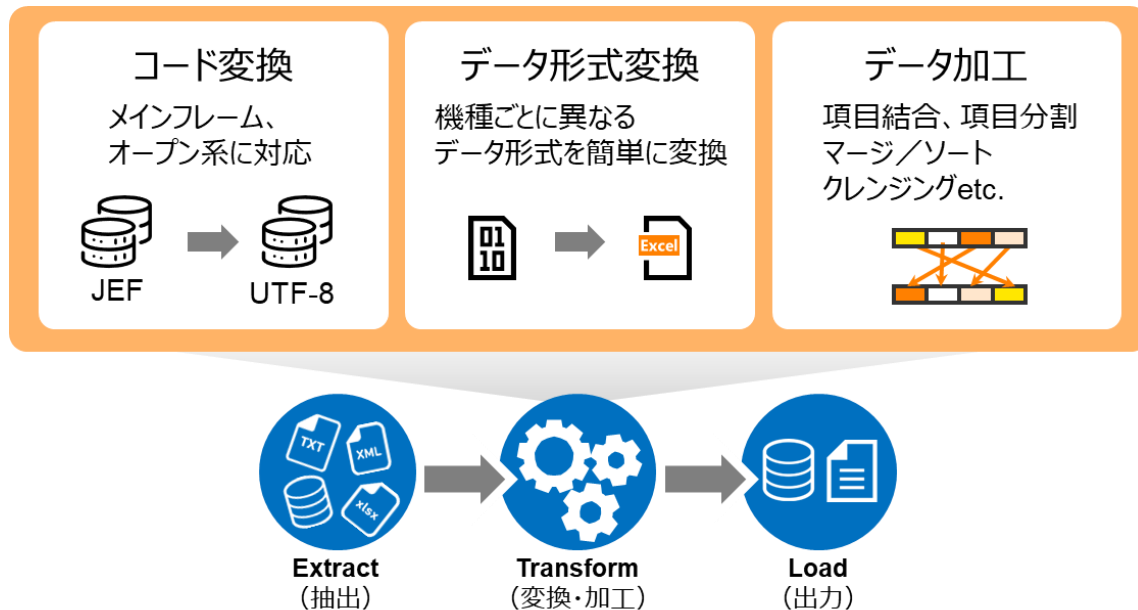 コード変換
メインフレーム、
オープン系に対応
JEF
UTF-8
データ形式変換
機種ごとに異なる
データ形式を簡単に変換
01
10
Excel
データ加工
項目結合、項目分割
マージ／ソート
クレンジングetc.
TXT
XML
xlsx
Extract
（抽出）
Transform
（変換・加工）
Load
（出力）